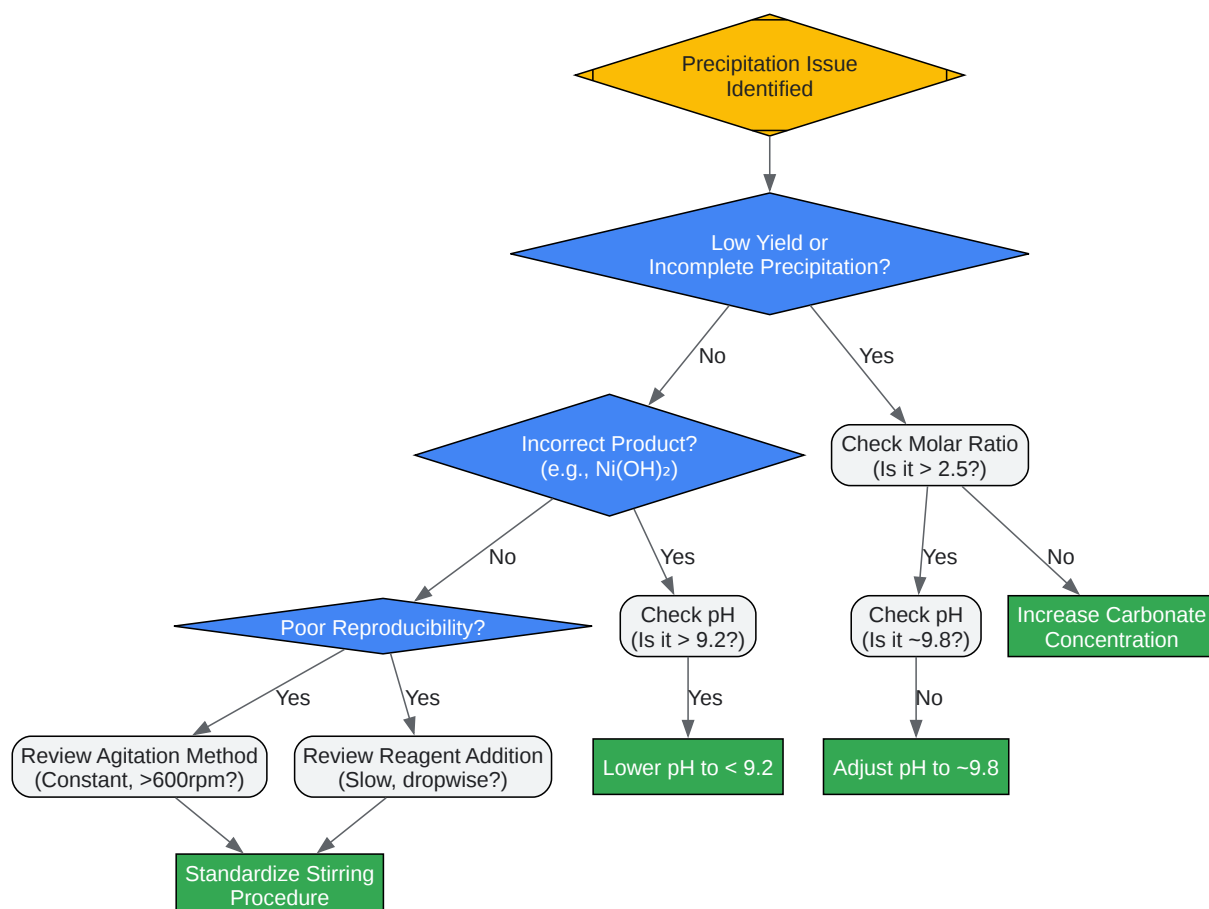 Precipitation Issue
Identified
Low Yield or
Incomplete Precipitation?
No
Yes
Incorrect Product?
(e.g., Ni(OH)₂)
Check Molar Ratio
(Is it > 2.5?)
No
Yes
Yes
No
Poor Reproducibility?
Check pH
(Is it > 9.2?)
Check pH
(Is it ~9.8?)
Increase Carbonate
Concentration
Yes
Yes
Yes
No
Review Agitation Method
(Constant, >600rpm?)
Review Reagent Addition
(Slow, dropwise?)
Lower pH to < 9.2
Adjust pH to ~9.8
Standardize Stirring
Procedure